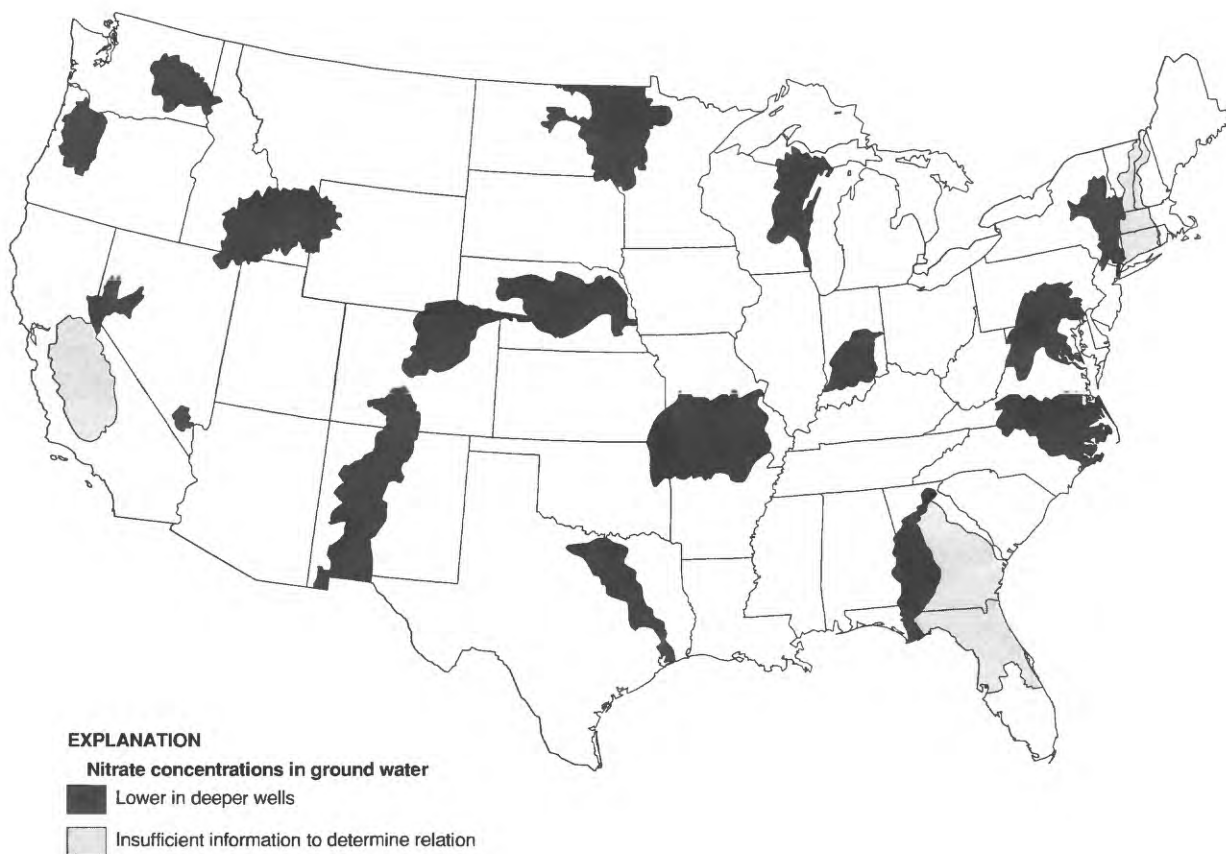 EXPLANATION
Nitrate concentrations in ground water
Lower in deeper wells
Insufficient information to determine relation